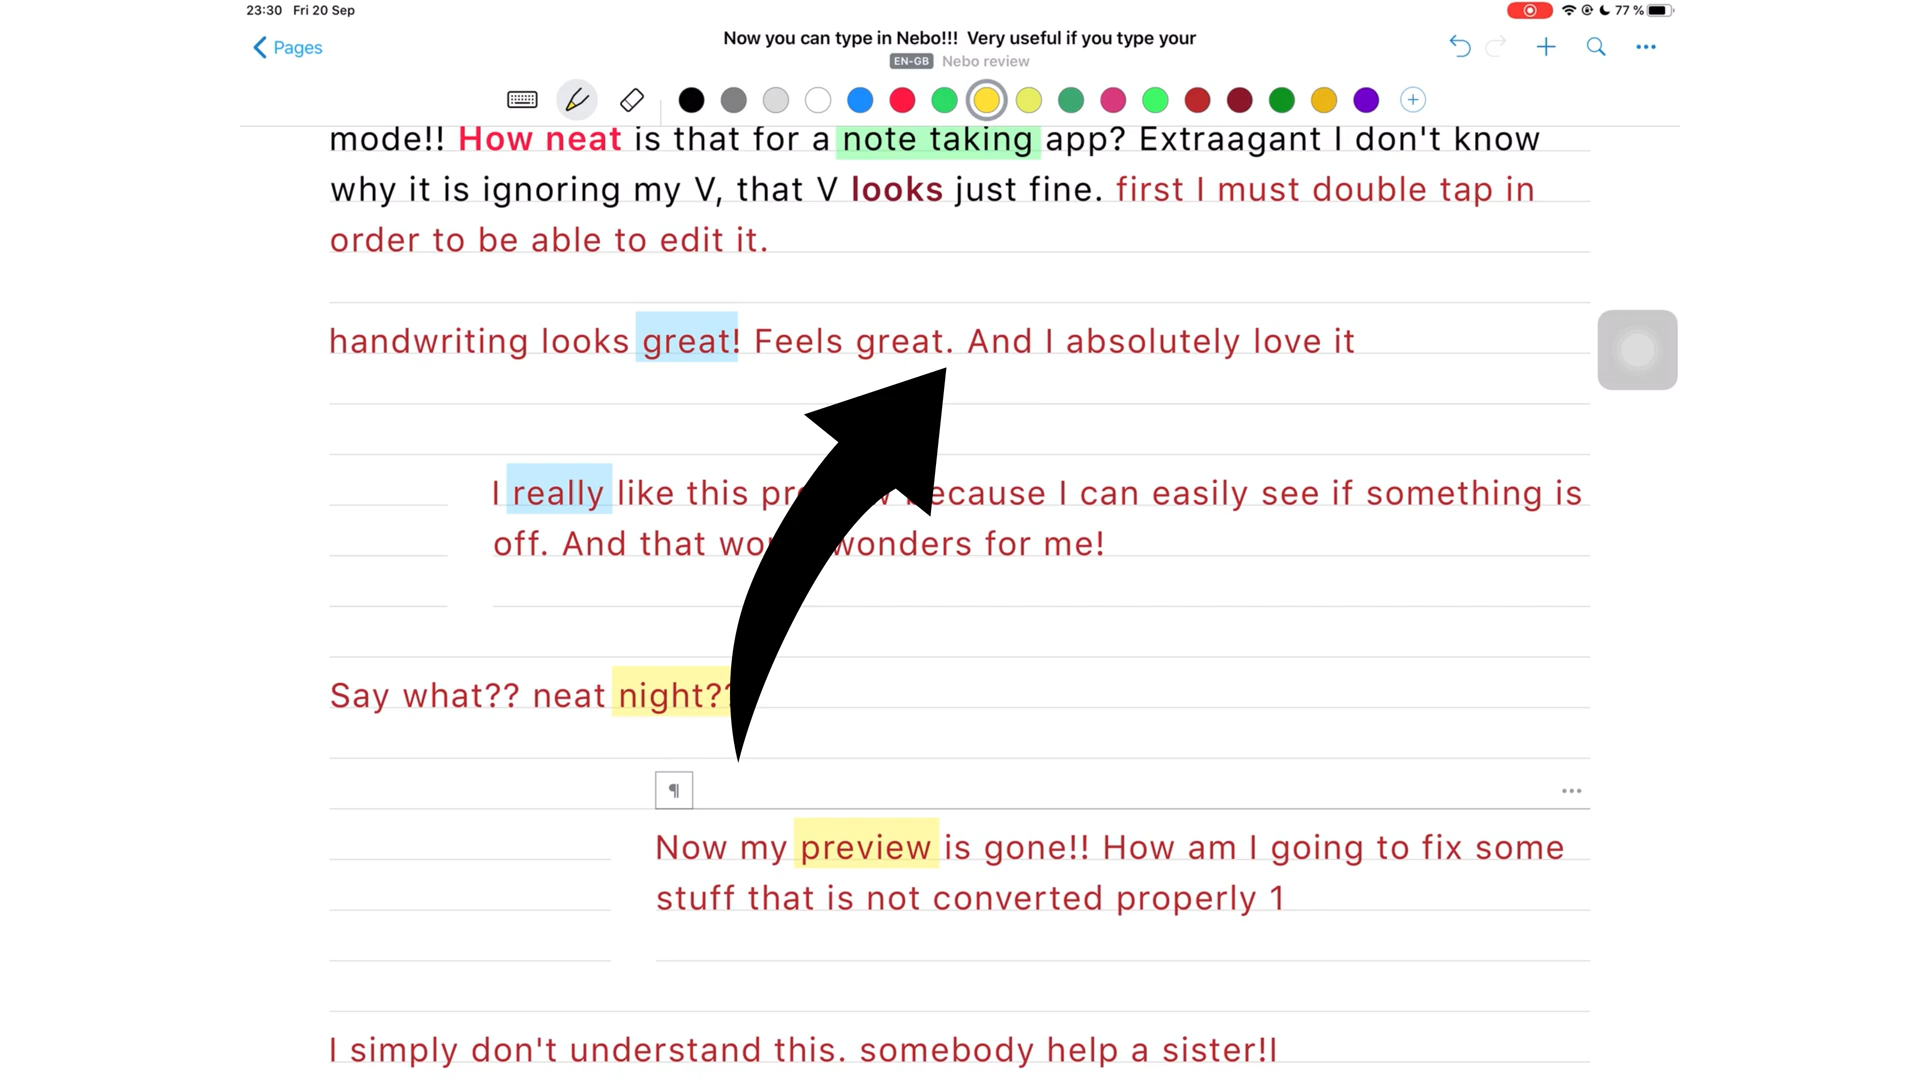 23:30 Fri 20 Sep
77 %
Pages
Now you can type in Nebo!!! Very useful if you type your
EN-GB Nebo review
mode!! How neat is that for a note taking app? Extraagant I don't know
why it is ignoring my V, that V looks just fine. first I must double tap in
order to be able to edit it.
handwriting looks great! Feels great. And I absolutely love it
I really like this because I can easily see if something is
off. And that wonders for me!
Say what?? neat night??
¶
Now my preview is gone!! How am I going to fix some
stuff that is not converted properly 1
I simply don't understand this. somebody help a sister!I